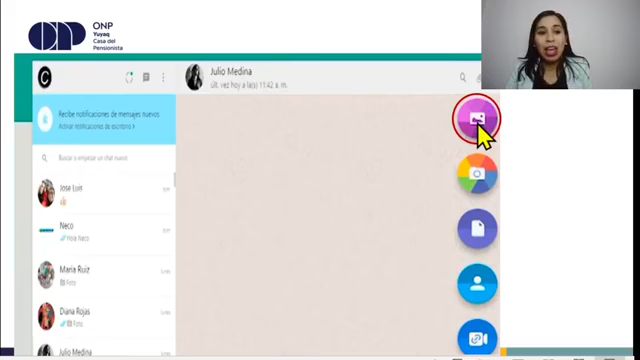 ONP
ONP
Yuyaq
Casa del
Pensionista
Julio Medina
últ. vez hoy a la(s) 11:42 a. m.
Recibe notificaciones de mensajes nuevos
Activar notificaciones de escritorio
Buscar o empezar un chat nuevo
Jose Luis
Neco
Hola Neco
Maria Ruiz
Foto
Diana Rojas
Foto
Julio Medina